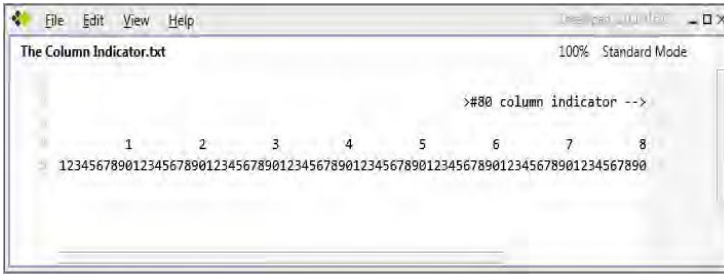 File Edit View Help
The Column Indicator.txt 100% Standard Mode
>#80 column indicator -->
1 2 3 4 5 6 7 8
12345678901234567890123456789012345678901234567890123456789012345678901234567890